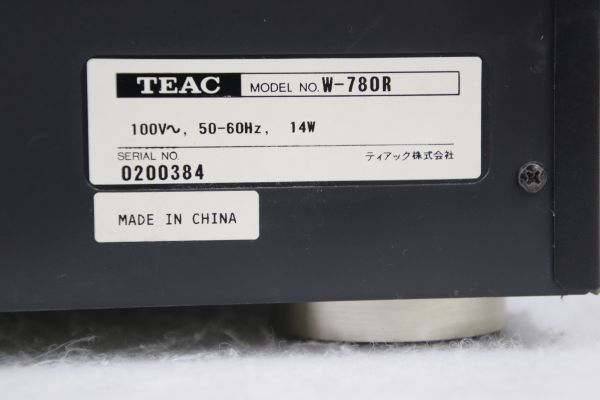 TEAC MODEL NO. W-780R
100V～, 50-60Hz, 14W
SERIAL NO. ティアック株式会社
0200384
MADE IN CHINA